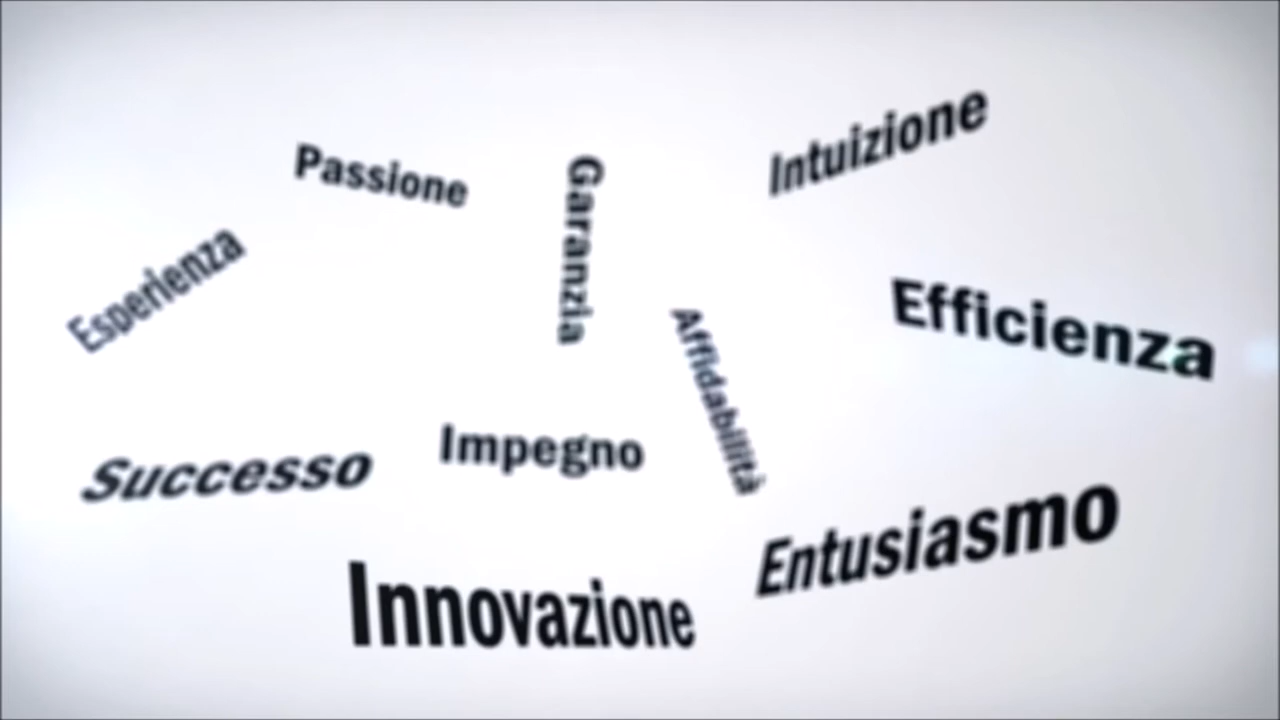 Intuizione
Passione
Garanzia
Esperienza
Efficienza
Affidabilità
Impegno
Successo
Entusiasmo
Innovazione